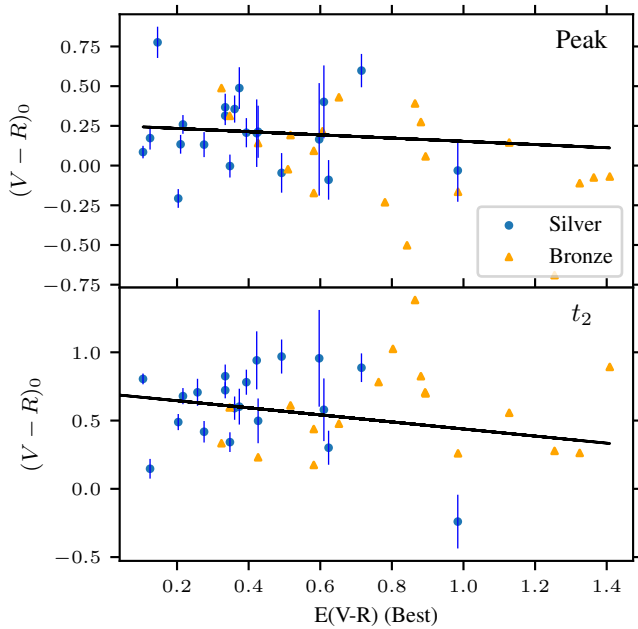 Peak
0.75
0.50
0.25
0.00
−0.25
−0.50
−0.75
(V − R)₀
Silver
Bronze
t₂
1.0
0.5
0.0
−0.5
(V − R)₀
0.2 0.4 0.6 0.8 1.0 1.2 1.4
E(V-R) (Best)